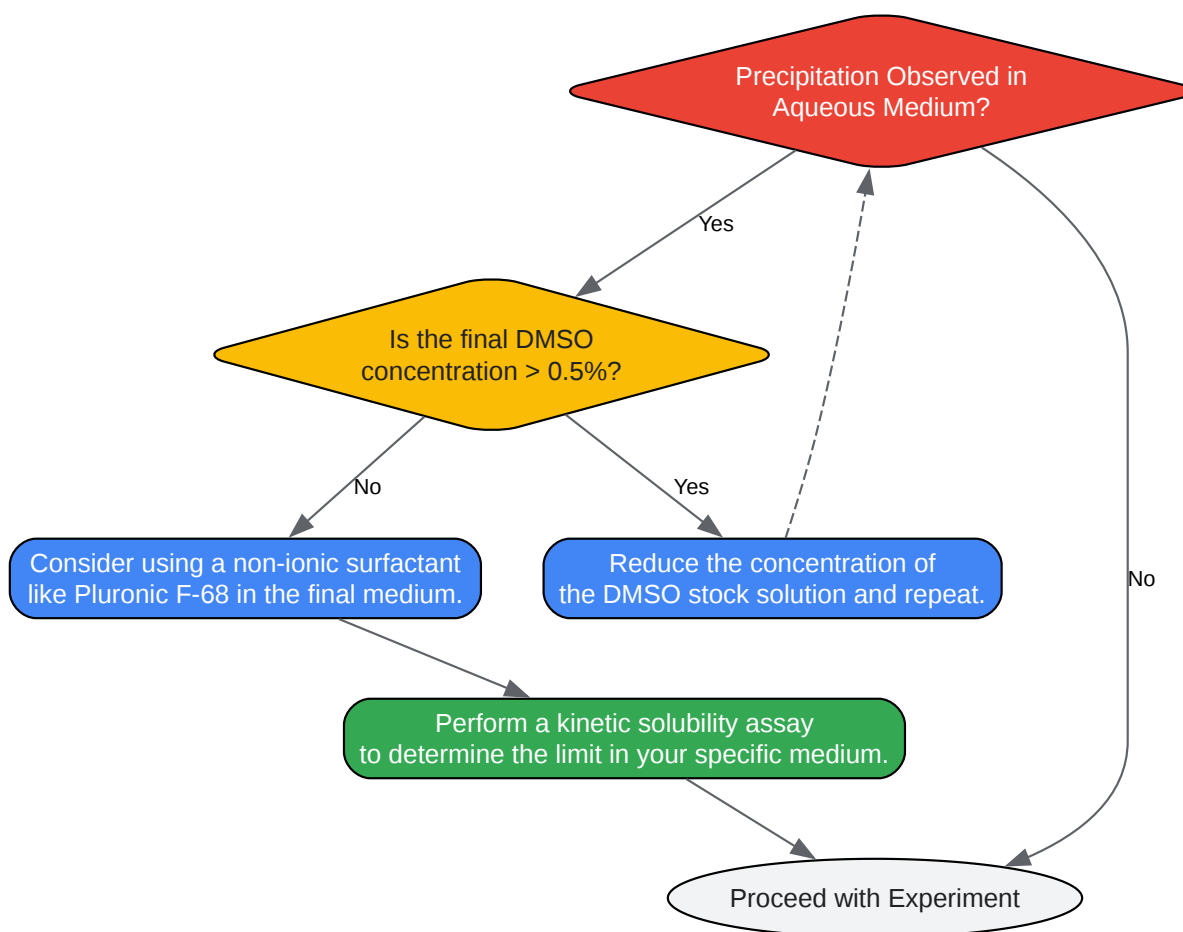 Precipitation Observed in
Aqueous Medium?
Yes
Is the final DMSO
concentration > 0.5%?
No
Yes
Consider using a non-ionic surfactant
like Pluronic F-68 in the final medium.
Reduce the concentration of
the DMSO stock solution and repeat.
No
Perform a kinetic solubility assay
to determine the limit in your specific medium.
Proceed with Experiment